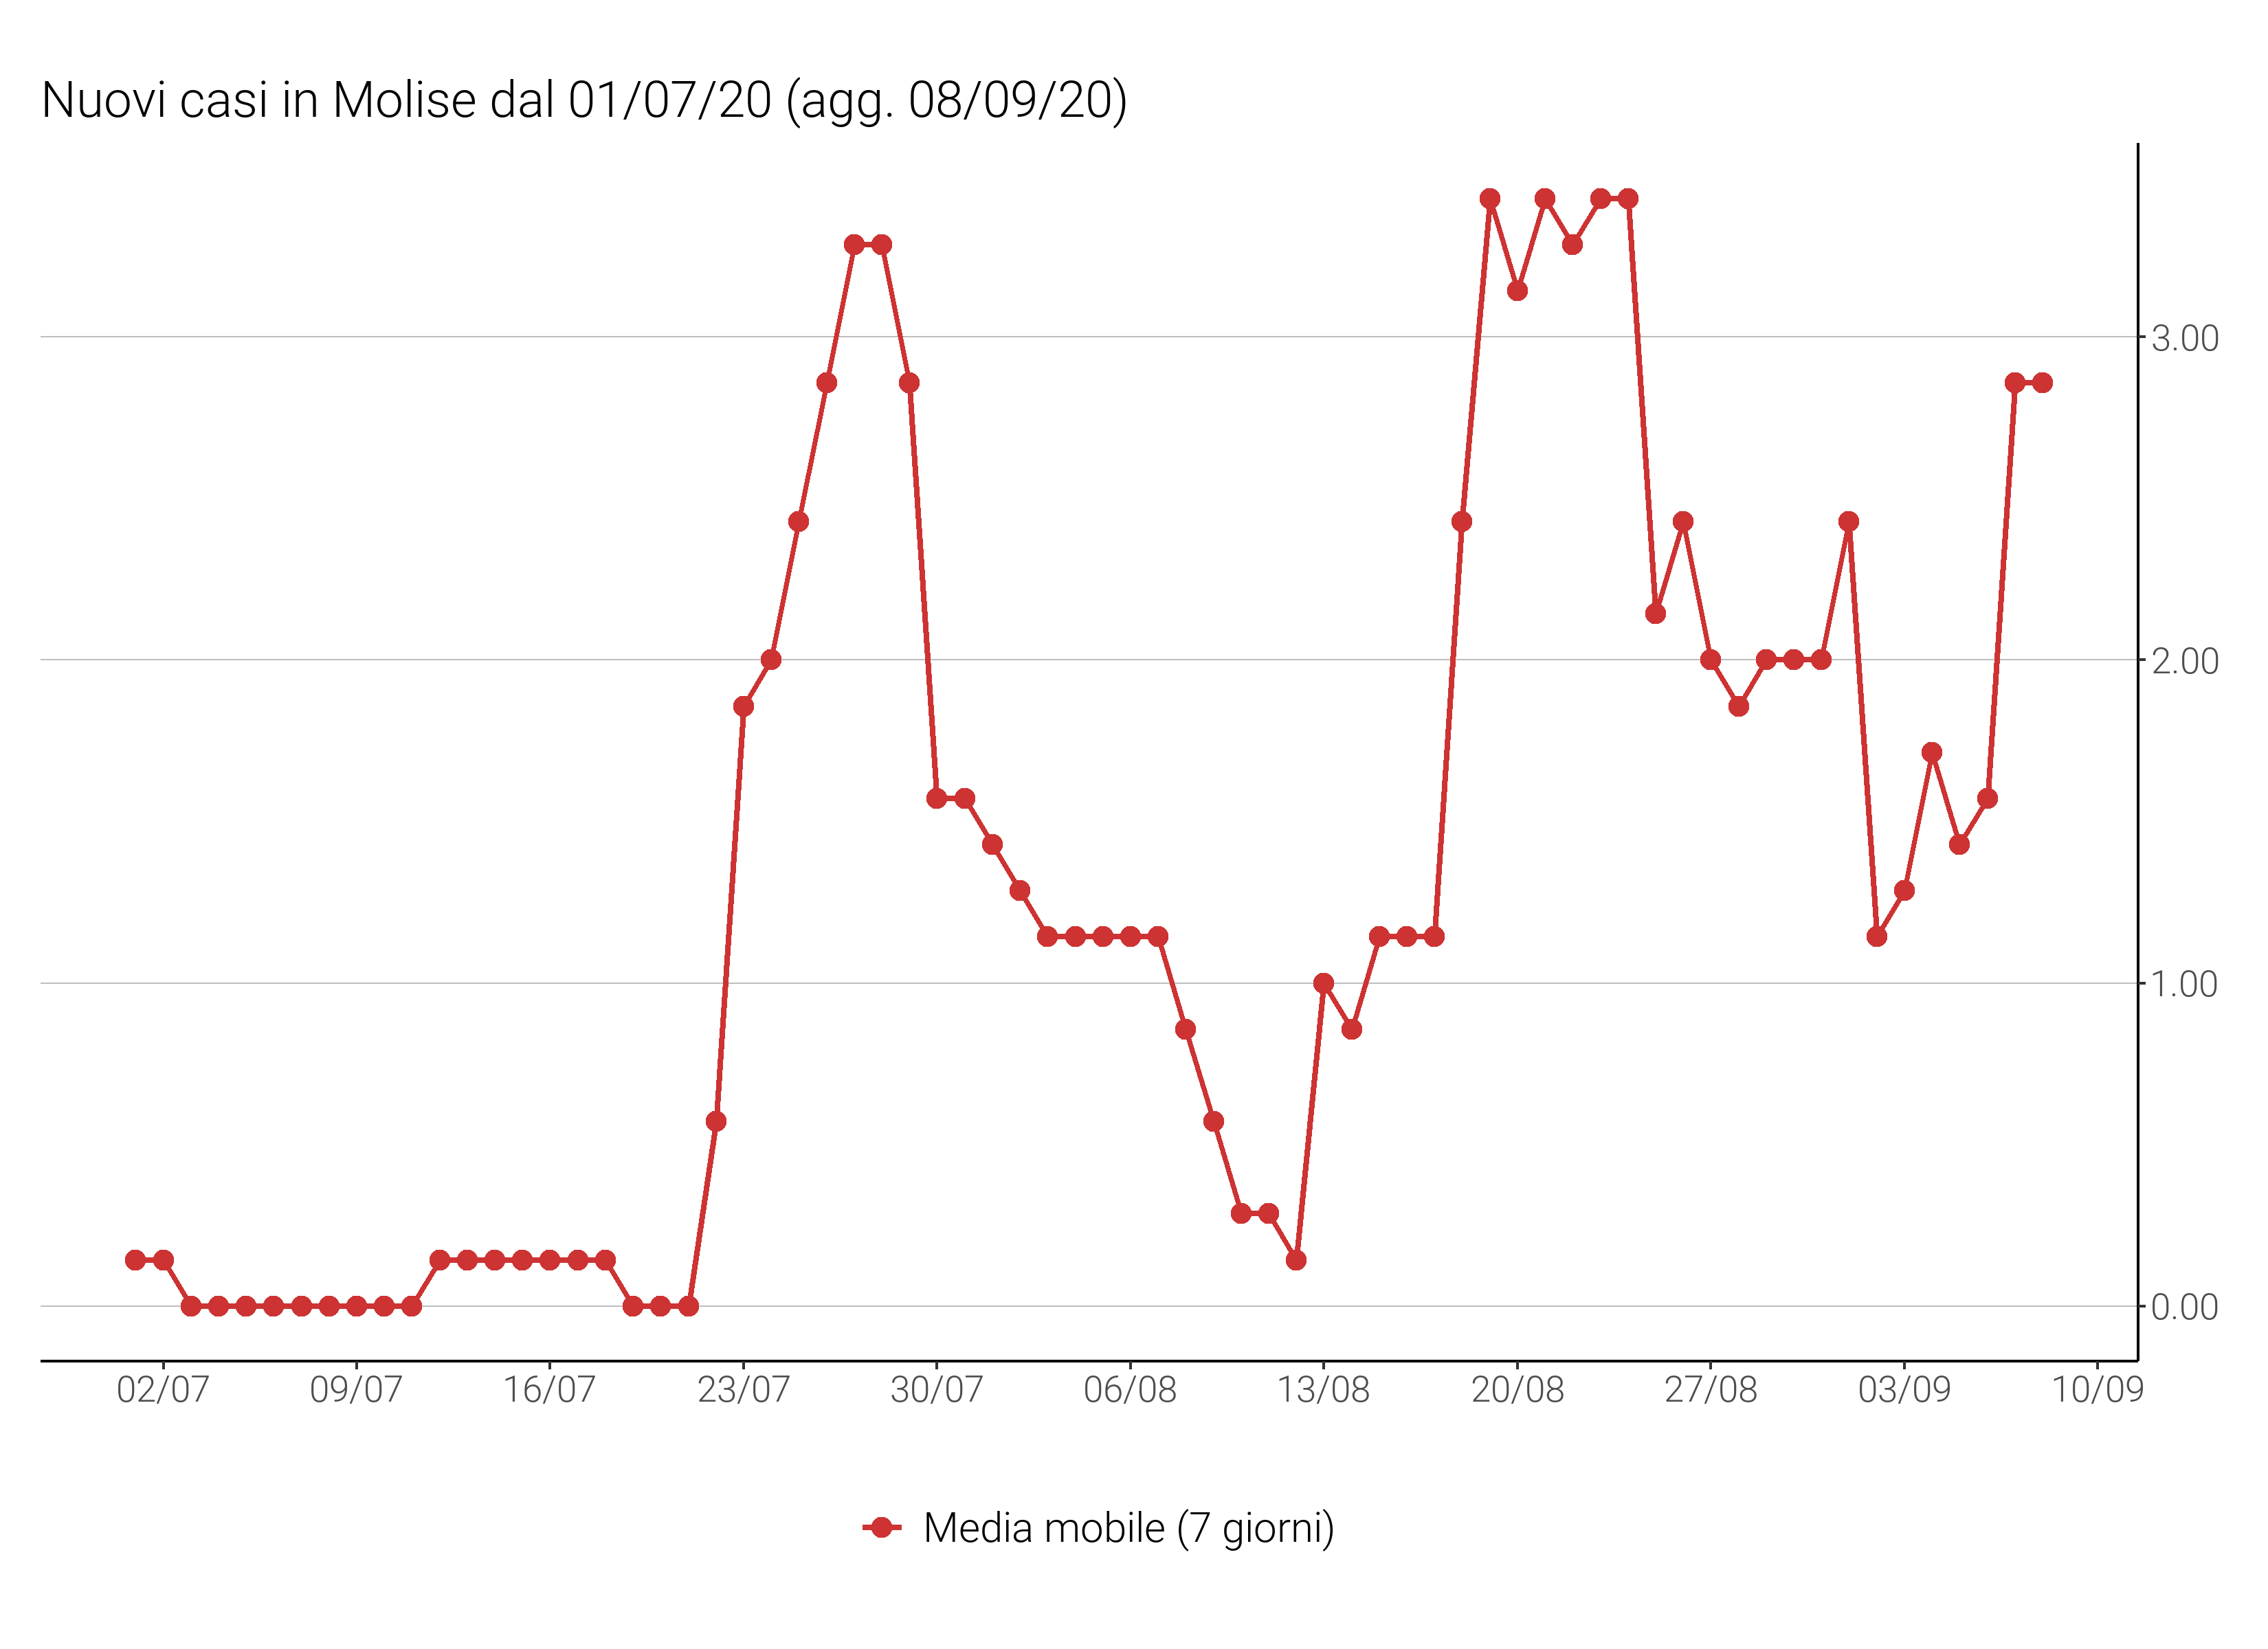 Nuovi casi in Molise dal 01/07/20 (agg. 08/09/20)
3.00
2.00
1.00
0.00
02/07 09/07 16/07 23/07 30/07 06/08 13/08 20/08 27/08 03/09 10/09
Media mobile (7 giorni)